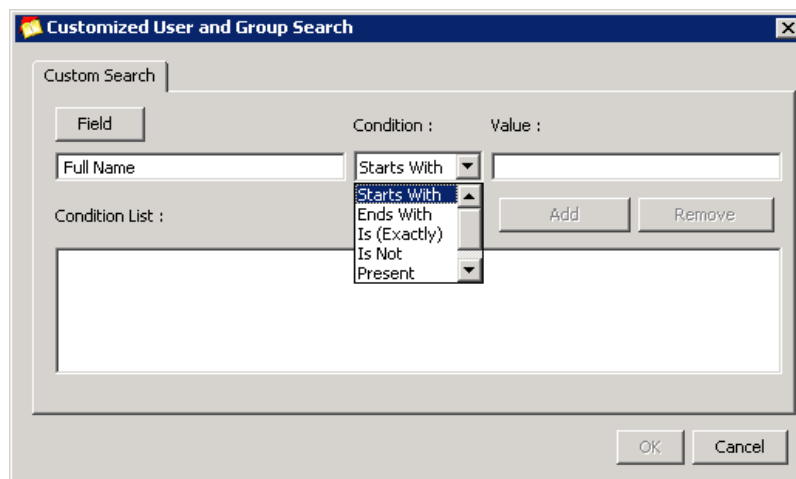 Customized User and Group Search
Custom Search
Field
Condition :
Value :
Full Name
Starts With
Starts With
Ends With
Is (Exactly)
Is Not
Present
Condition List :
Add
Remove
OK
Cancel